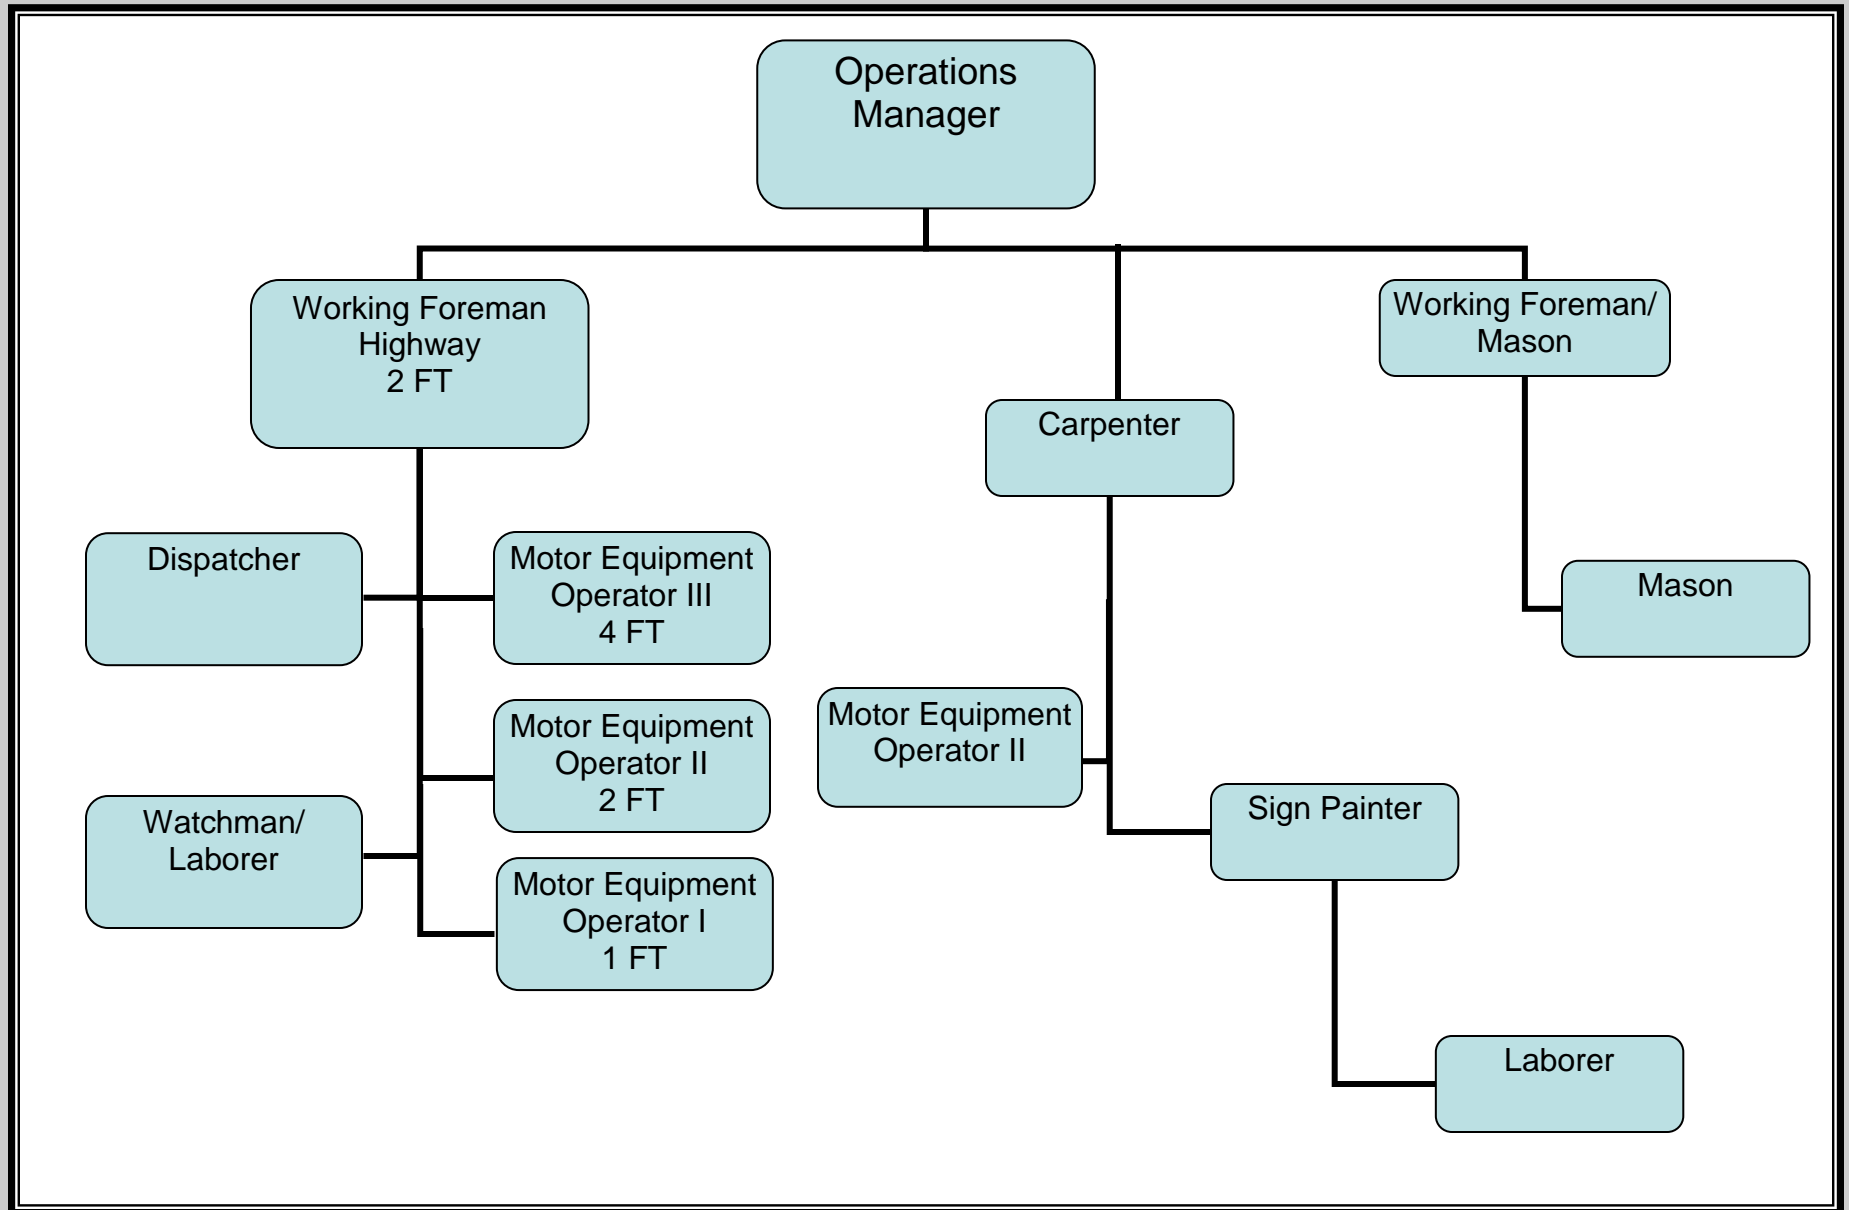 Operations
Manager
Working Foreman
Highway
2 FT
Working Foreman/
Mason
Carpenter
Dispatcher
Motor Equipment
Operator III
4 FT
Mason
Motor Equipment
Operator II
2 FT
Motor Equipment
Operator II
Watchman/
Laborer
Sign Painter
Motor Equipment
Operator I
1 FT
Laborer